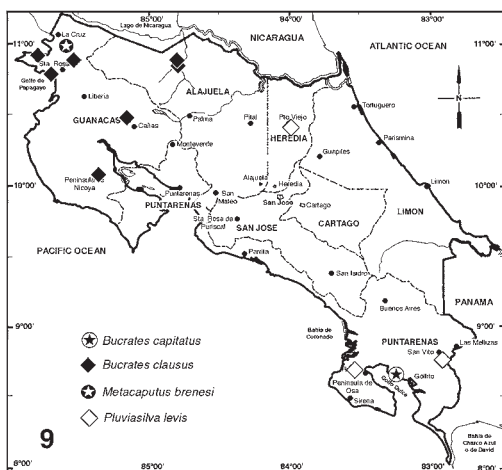 85°00'
84°00'
83°00'
Lago de Nicaragua
NICARAGUA
ATLANTIC OCEAN
La Cruz
11°00'
11°00'
Sta. Rosa
Golfo de
Papagayo
ALAJUELA
N
Liberia
Tortuguero
GUANACAS
Palma
Pital
Pto Viejo
Cañas
HEREDIA
Parismina
Monteverde
Guapiles
Peninsula de
Nicoya
Alajuela
Heredia
10°00'
10°00'
Puntarenas
San
Mateo
San Jose
Limon
PUNTARENAS
Cartago
LIMON
Sta. Rosa de
Puriscal
SAN JOSE
CARTAGO
PACIFIC OCEAN
Parrita
San Isidro
PANAMA
Buenos Aires
9°00'
9°00'
Bahia de
Coronado
PUNTARENAS
Las Mellizas
San Vito
Bucrates capitatus
Bucrates clausus
Metacaputus brenesi
Pluviasilva levis
Golfito
Golfo Dulce
Peninsula de
Osa
Sirena
9
Bahia de
Charco Azul
o de David
8°00'
8°00'
85°00'
84°00'
83°00'